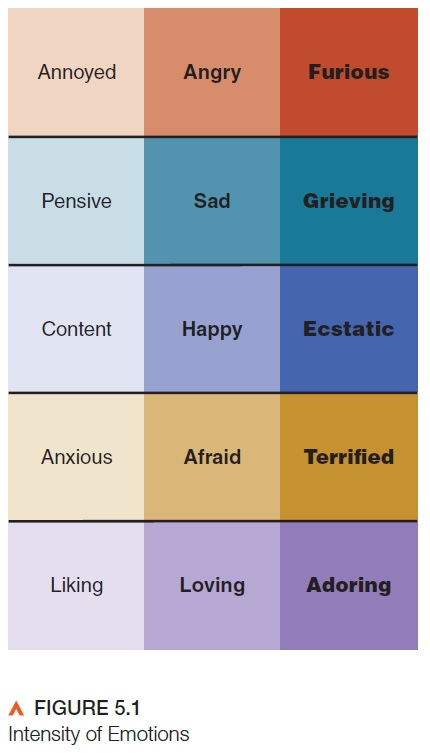 Annoyed Angry Furious
Pensive Sad Grieving
Content Happy Ecstatic
Anxious Afraid Terrified
Liking Loving Adoring
FIGURE 5.1
Intensity of Emotions